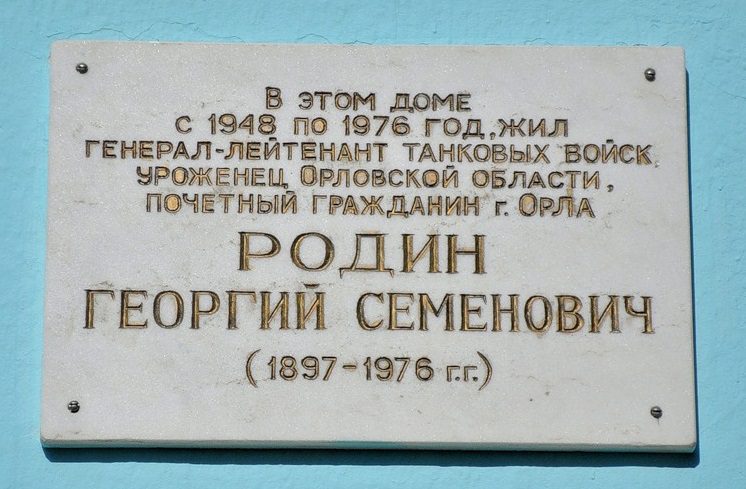 В ЭТОМ ДОМЕ
С 1948 ПО 1976 ГОД, ЖИЛ
ГЕНЕРАЛ-ЛЕЙТЕНАНТ ТАНКОВЫХ ВОЙСК
УРОЖЕНЕЦ ОРЛОВСКОЙ ОБЛАСТИ,
ПОЧЕТНЫЙ ГРАЖДАНИН г. ОРЛА
РОДИН
ГЕОРГИЙ СЕМЕНОВИЧ
(1897-1976 г.г.)